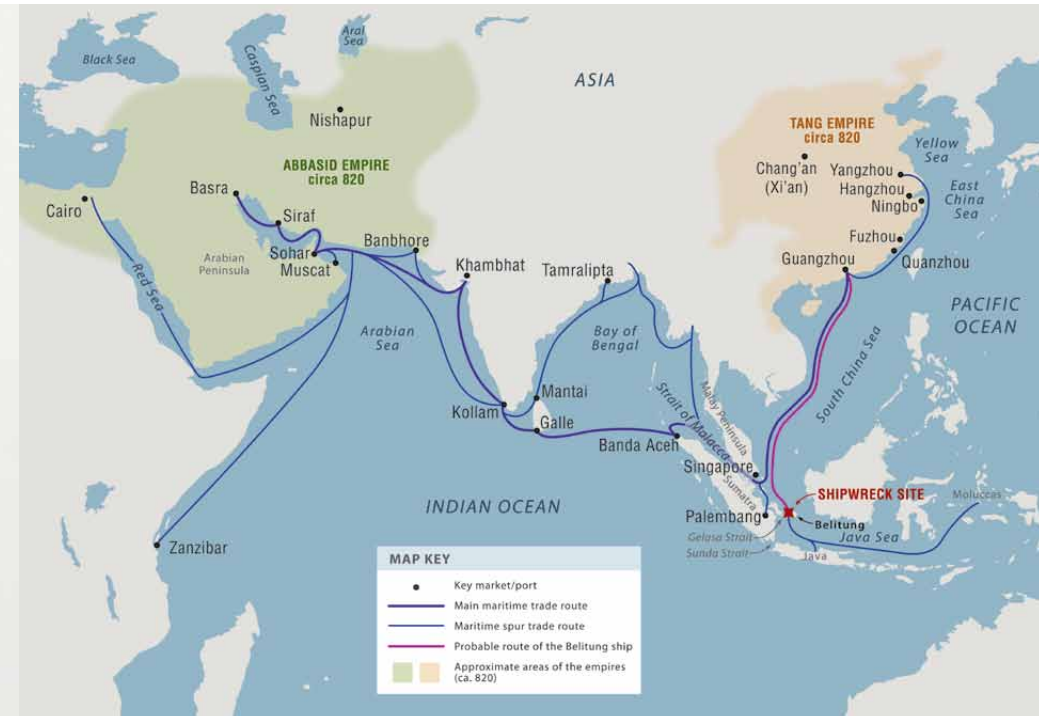 Black Sea
Aral
Sea
Caspian Sea
ASIA
Nishapur
ABBASID EMPIRE
circa 820
TANG EMPIRE
circa 820
Yellow
Sea
Chang'an
(Xi'an)
Yangzhou
Hangzhou
Ningbo
East
China
Sea
Basra
Cairo
Siraf
Fuzhou
Banbhore
Sohar
Muscat
Arabian
Peninsula
Khambhat
Tamralipta
Guangzhou
Quanzhou
Red Sea
PACIFIC
OCEAN
Arabian
Sea
Bay of
Bengal
South China Sea
Mantai
Kollam
Galle
Strait of Malacca
Malay Peninsula
Banda Aceh
Singapore
Sumatra
SHIPWRECK SITE
Moluccas
INDIAN OCEAN
Palembang
Belitung
Gelasa Strait
Java Sea
Sunda Strait
Java
Zanzibar
MAP KEY
Key market/port
Main maritime trade route
Maritime spur trade route
Probable route of the Belitung ship
Approximate areas of the empires
(ca. 820)